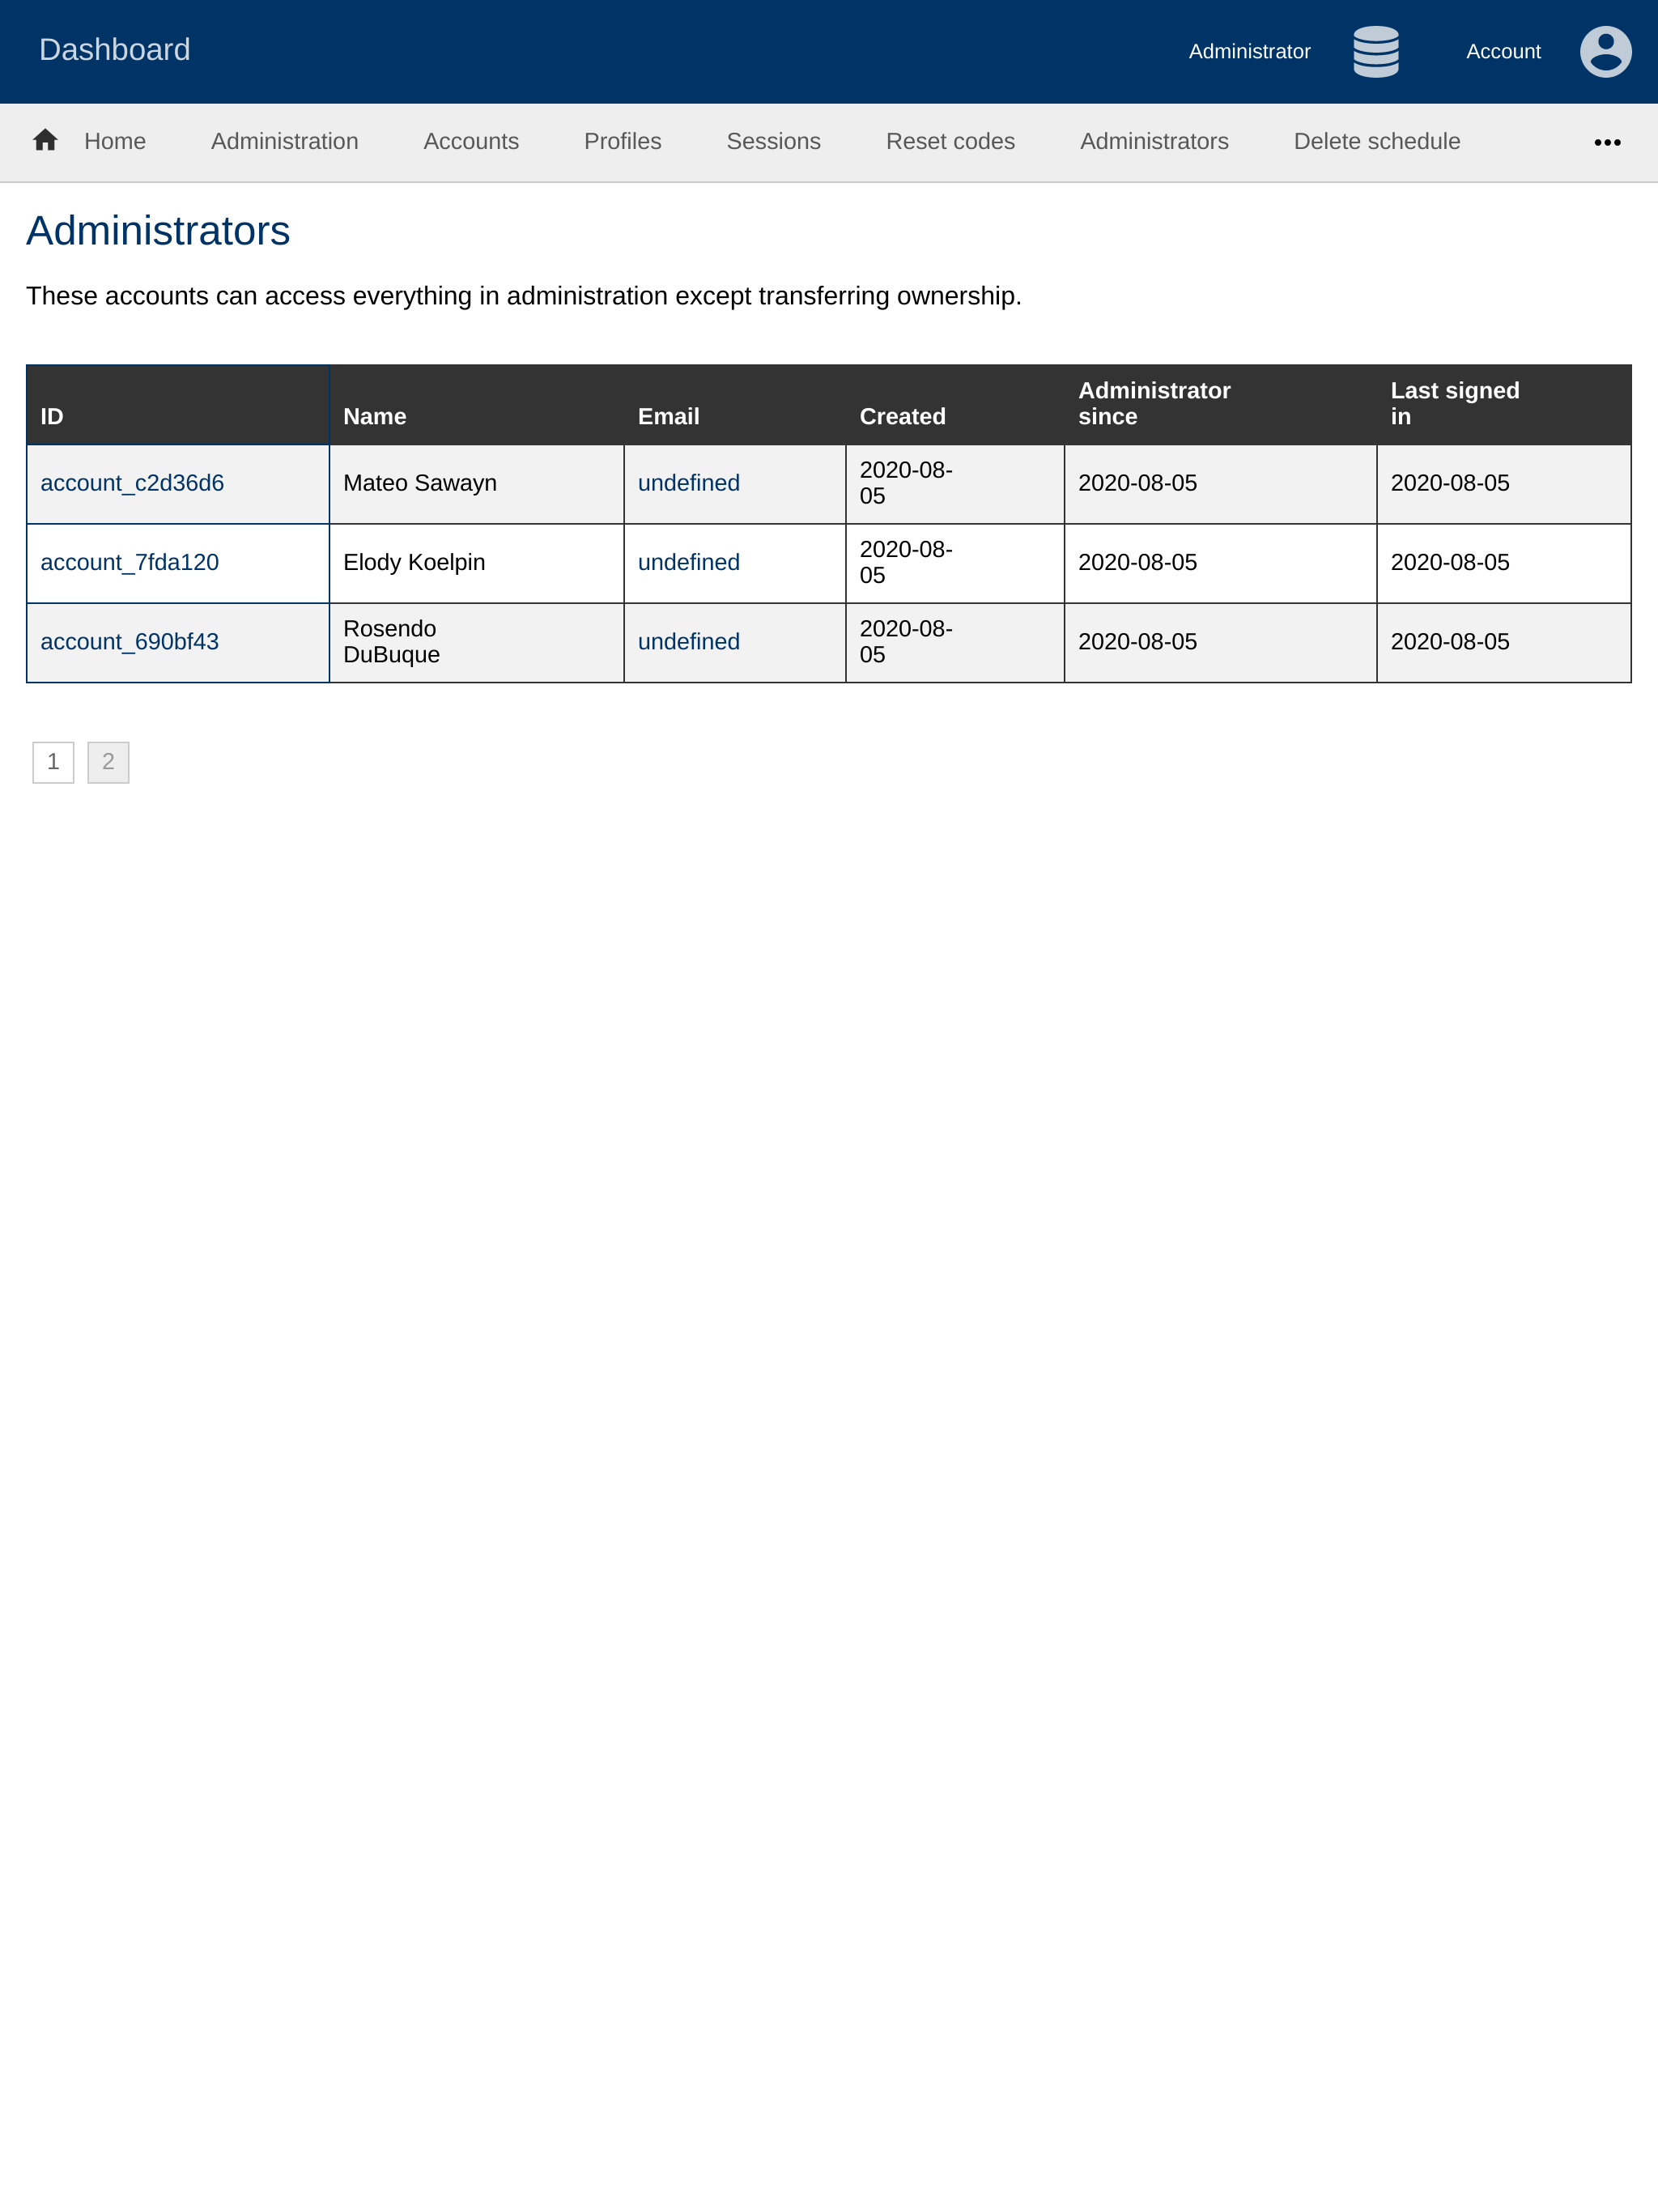 Dashboard
Administrator
Account
Home Administration Accounts Profiles Sessions Reset codes Administrators Delete schedule
Administrators
These accounts can access everything in administration except transferring ownership.
ID Name Email Created Administrator since Last signed in
account_c2d36d6 Mateo Sawayn undefined 2020-08-05 2020-08-05 2020-08-05
account_7fda120 Elody Koelpin undefined 2020-08-05 2020-08-05 2020-08-05
account_690bf43 Rosendo DuBuque undefined 2020-08-05 2020-08-05 2020-08-05
1 2